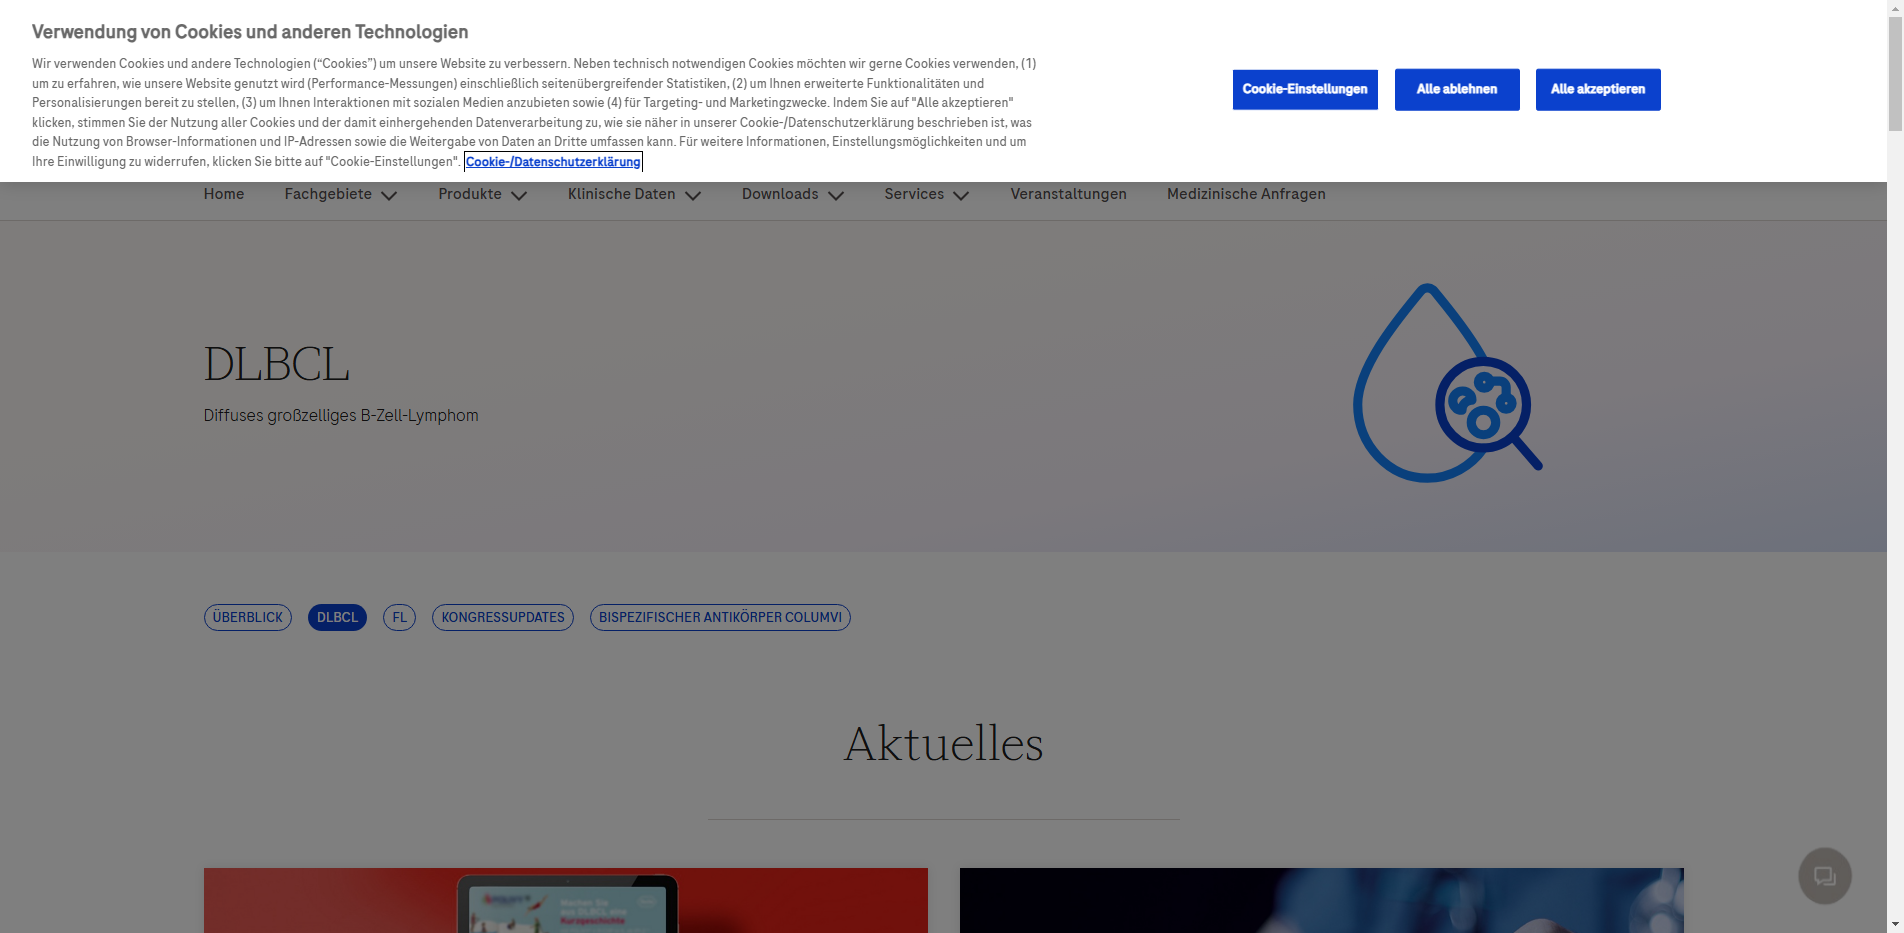 Verwendung von Cookies und anderen Technologien
Wir verwenden Cookies und andere Technologien (“Cookies”) um unsere Website zu verbessern. Neben technisch notwendigen Cookies möchten wir gerne Cookies verwenden, (1)
um zu erfahren, wie unsere Website genutzt wird (Performance-Messungen) einschließlich seitenübergreifender Statistiken, (2) um Ihnen erweiterte Funktionalitäten und
Personalisierungen bereit zu stellen, (3) um Ihnen Interaktionen mit sozialen Medien anzubieten sowie (4) für Targeting- und Marketingzwecke. Indem Sie auf "Alle akzeptieren"
klicken, stimmen Sie der Nutzung aller Cookies und der damit einhergehenden Datenverarbeitung zu, wie sie näher in unserer Cookie-/Datenschutzerklärung beschrieben ist, was
die Nutzung von Browser-Informationen und IP-Adressen sowie die Weitergabe von Daten an Dritte umfassen kann. Für weitere Informationen, Einstellungsmöglichkeiten und um
Ihre Einwilligung zu widerrufen, klicken Sie bitte auf "Cookie-Einstellungen". Cookie-/Datenschutzerklärung
Cookie-Einstellungen Alle ablehnen Alle akzeptieren
Home Fachgebiete Produkte Klinische Daten Downloads Services Veranstaltungen Medizinische Anfragen
DLBCL
Diffuses großzelliges B-Zell-Lymphom
ÜBERBLICK DLBCL FL KONGRESSUPDATES BISPEZIFISCHER ANTIKÖRPER COLUMVI
Aktuelles
Machen Sie
aus DLBCL eine
Kurzgeschichte